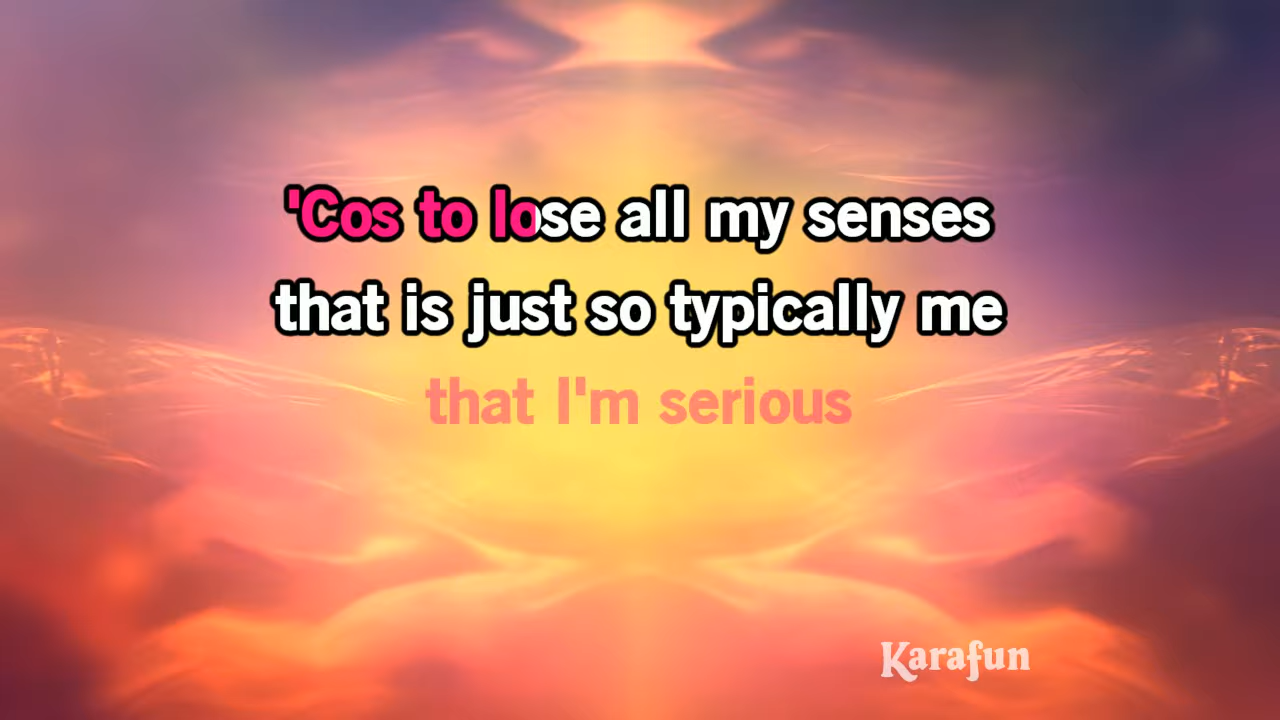 'Cos to lose all my senses
that is just so typically me
that I'm serious
Karafun